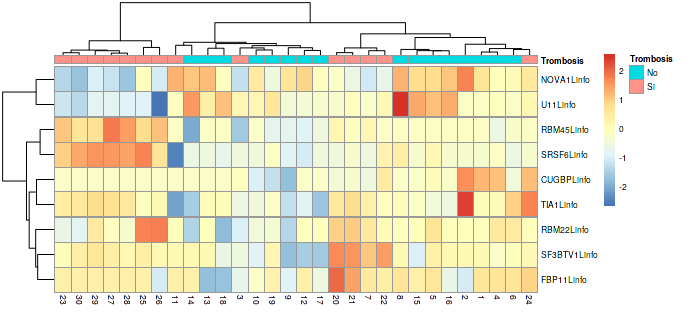 Trombosis
NOVA1Linfo
U11Linfo
RBM45Linfo
SRSF6Linfo
CUGBPLinfo
TIA1Linfo
RBM22Linfo
SF3BTV1Linfo
FBP11Linfo
23 30 29 27 28 25 26 11 14 13 18 3 10 19 9 12 17 20 21 7 22 8 15 5 16 2 1 4 6 24
2
1
0
-1
-2
Trombosis
No
SI